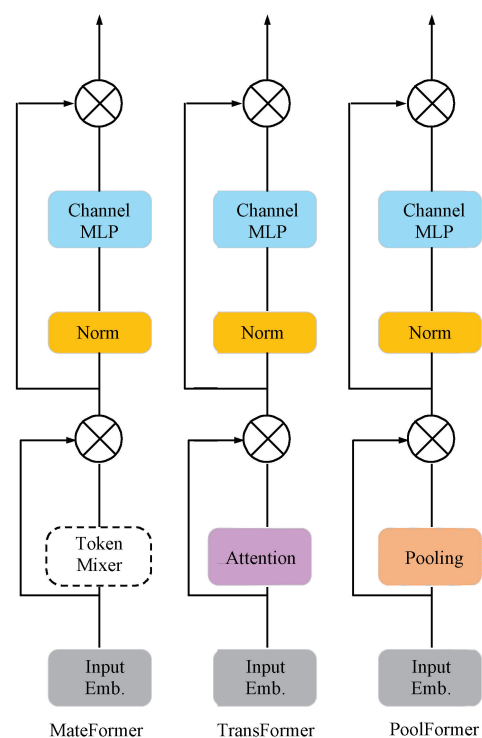 Channel
MLP
Channel
MLP
Channel
MLP
Norm
Norm
Norm
Token
Mixer
Attention
Pooling
Input
Emb.
Input
Emb.
Input
Emb.
MateFormer
TransFormer
PoolFormer